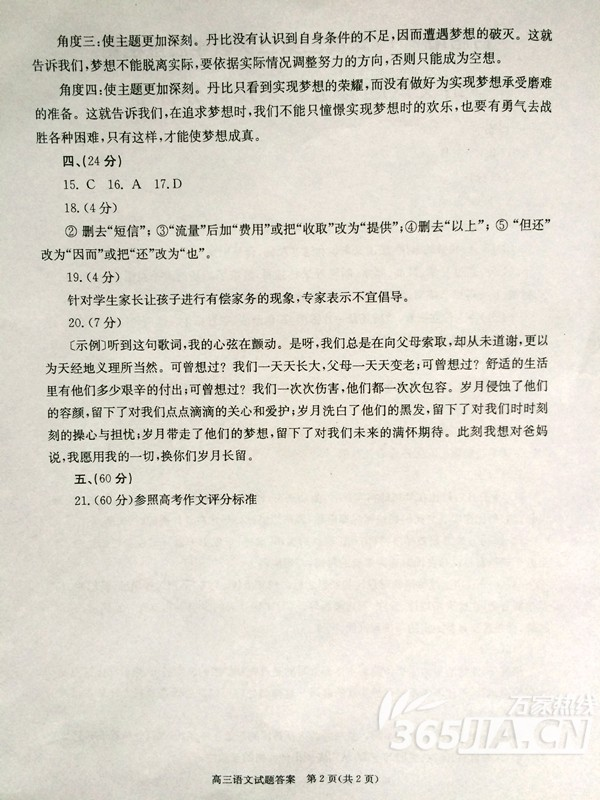 角度三:使主题更加深刻。丹比没有认识到自身条件的不足,因而遭遇梦想的破灭。这就
告诉我们,梦想不能脱离实际,要依据实际情况调整努力的方向,否则只能成为空想。
角度四:使主题更加深刻。丹比只看到实现梦想的荣耀,而没有做好为实现梦想承受磨难
的准备。这就告诉我们,在追求梦想时,我们不能只憧憬实现梦想时的欢乐,也要有勇气去战
胜各种困难,只有这样,才能使梦想成真。
四、(24分)
15. C 16. A 17. D
18.(4分)
② 删去“短信”; ③“流量”后加“费用”或把“收取”改为“提供”;④删去“以上”; ⑤ “但还”
改为“因而”或把“还”改为“也”。
19.(4分)
针对学生家长让孩子进行有偿家务的现象,专家表示不宜倡导。
20.(7分)
〔示例〕听到这句歌词,我的心弦在颤动。是呀,我们总是在向父母索取,却从未道谢,更以
为天经地义理所当然。可曾想过? 我们一天天长大,父母一天天变老;可曾想过? 舒适的生活
里有他们多少艰辛的付出;可曾想过? 我们一次次伤害,他们都一次次包容。岁月侵蚀了他们
的容颜,留下了对我们点点滴滴的关心和爱护;岁月洗白了他们的黑发,留下了对我们时时刻
刻的操心与担忧;岁月带走了他们的梦想,留下了对我们未来的满怀期待。此刻我想对爸妈
说,我愿用我的一切,换你们岁月长留。
五、(60分)
21.(60分)参照高考作文评分标准
万家热线
365JIA.CN
高三语文试题答案 第2页(共2页)